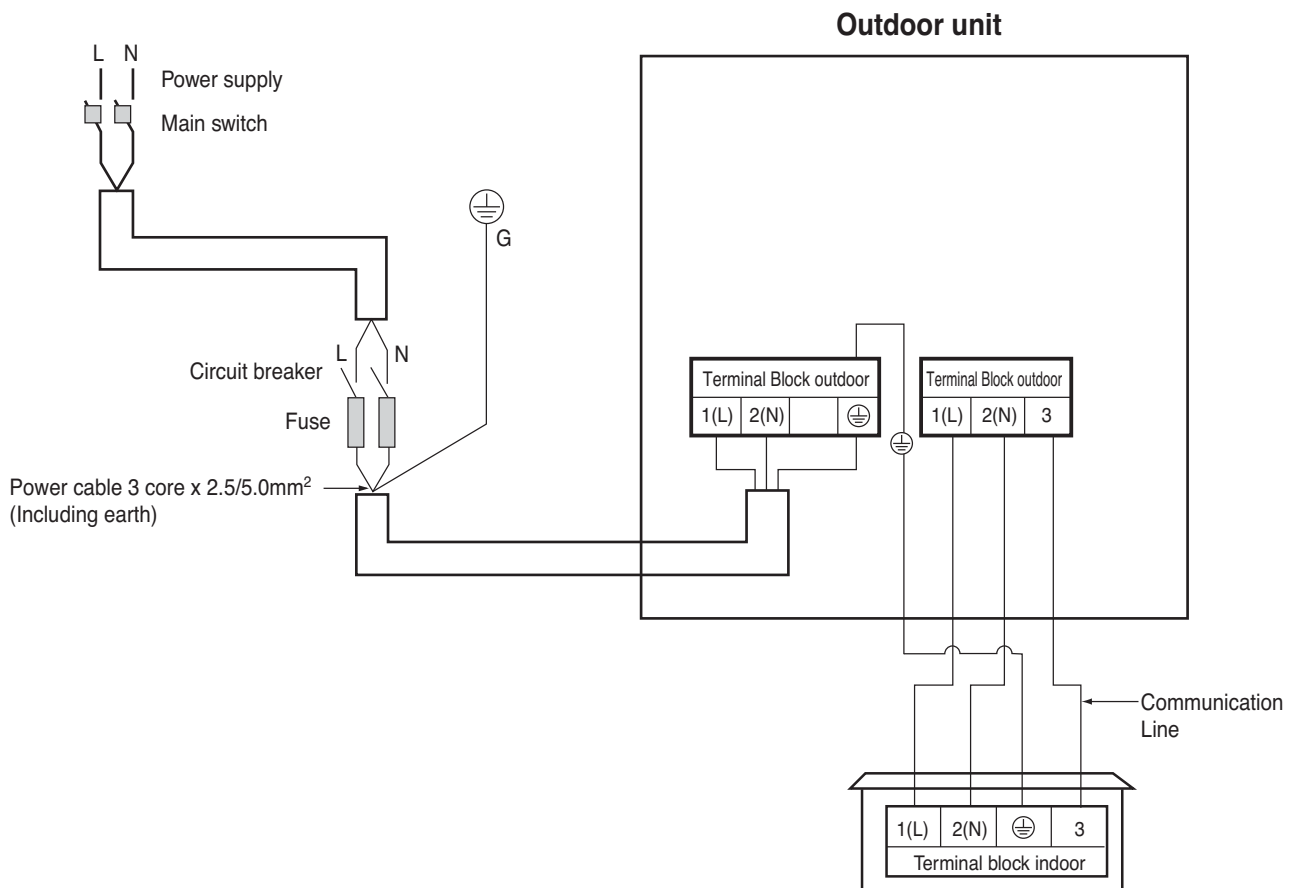 Outdoor unit
L N
Power supply
Main switch
G
L N
Circuit breaker
Fuse
Power cable 3 core x 2.5/5.0mm²
(Including earth)
Terminal Block outdoor
1(L) 2(N)
Terminal Block outdoor
1(L) 2(N) 3
Communication
Line
1(L) 2(N) 3
Terminal block indoor